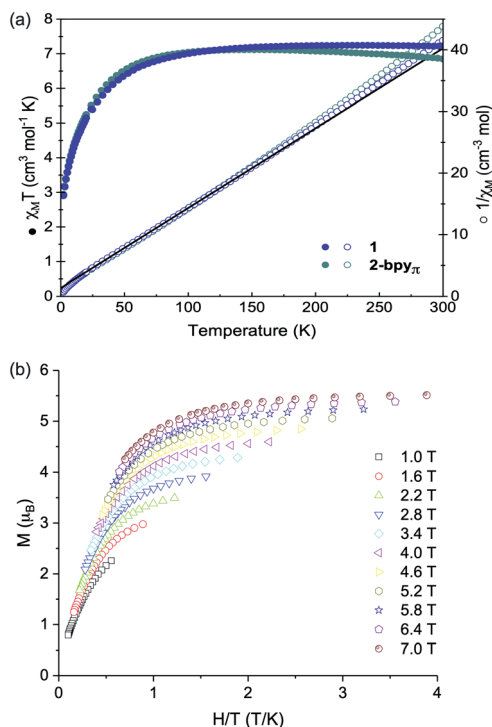 (a)
8
7
6
5
4
3
2
1
0
● χMT (cm³ mol⁻¹ K)
50
40
30
20
10
0
○ 1/χM (cm⁻³ mol)
1
2-bpyπ
0 50 100 150 200 250 300
Temperature (K)
(b)
7
6
5
4
3
2
1
0
M (μB)
1.0 T
1.6 T
2.2 T
2.8 T
3.4 T
4.0 T
4.6 T
5.2 T
5.8 T
6.4 T
7.0 T
0 1 2 3 4
H/T (T/K)